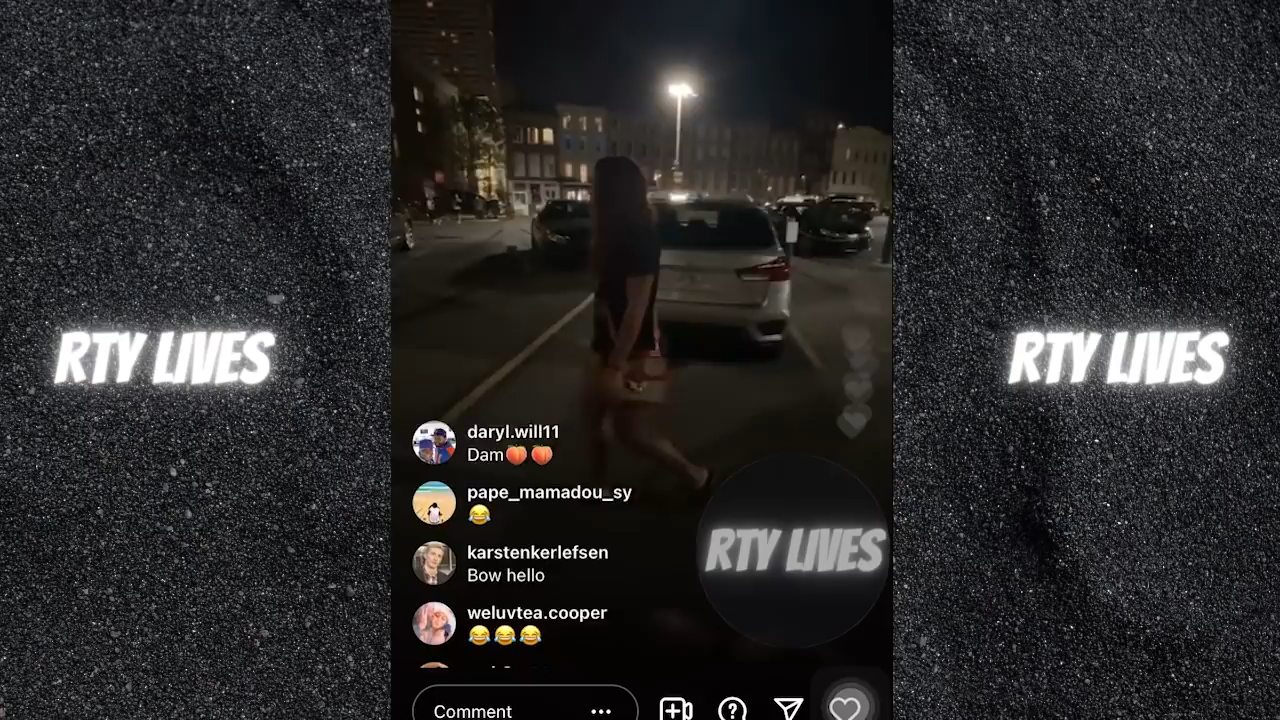 RTY LIVES
RTY LIVES
daryl.will11
Dam🍑🍑
pape_mamadou_sy
😂
karstenkerlefsen
Bow hello
weluvtea.cooper
😂😂😂
RTY LIVES
Comment